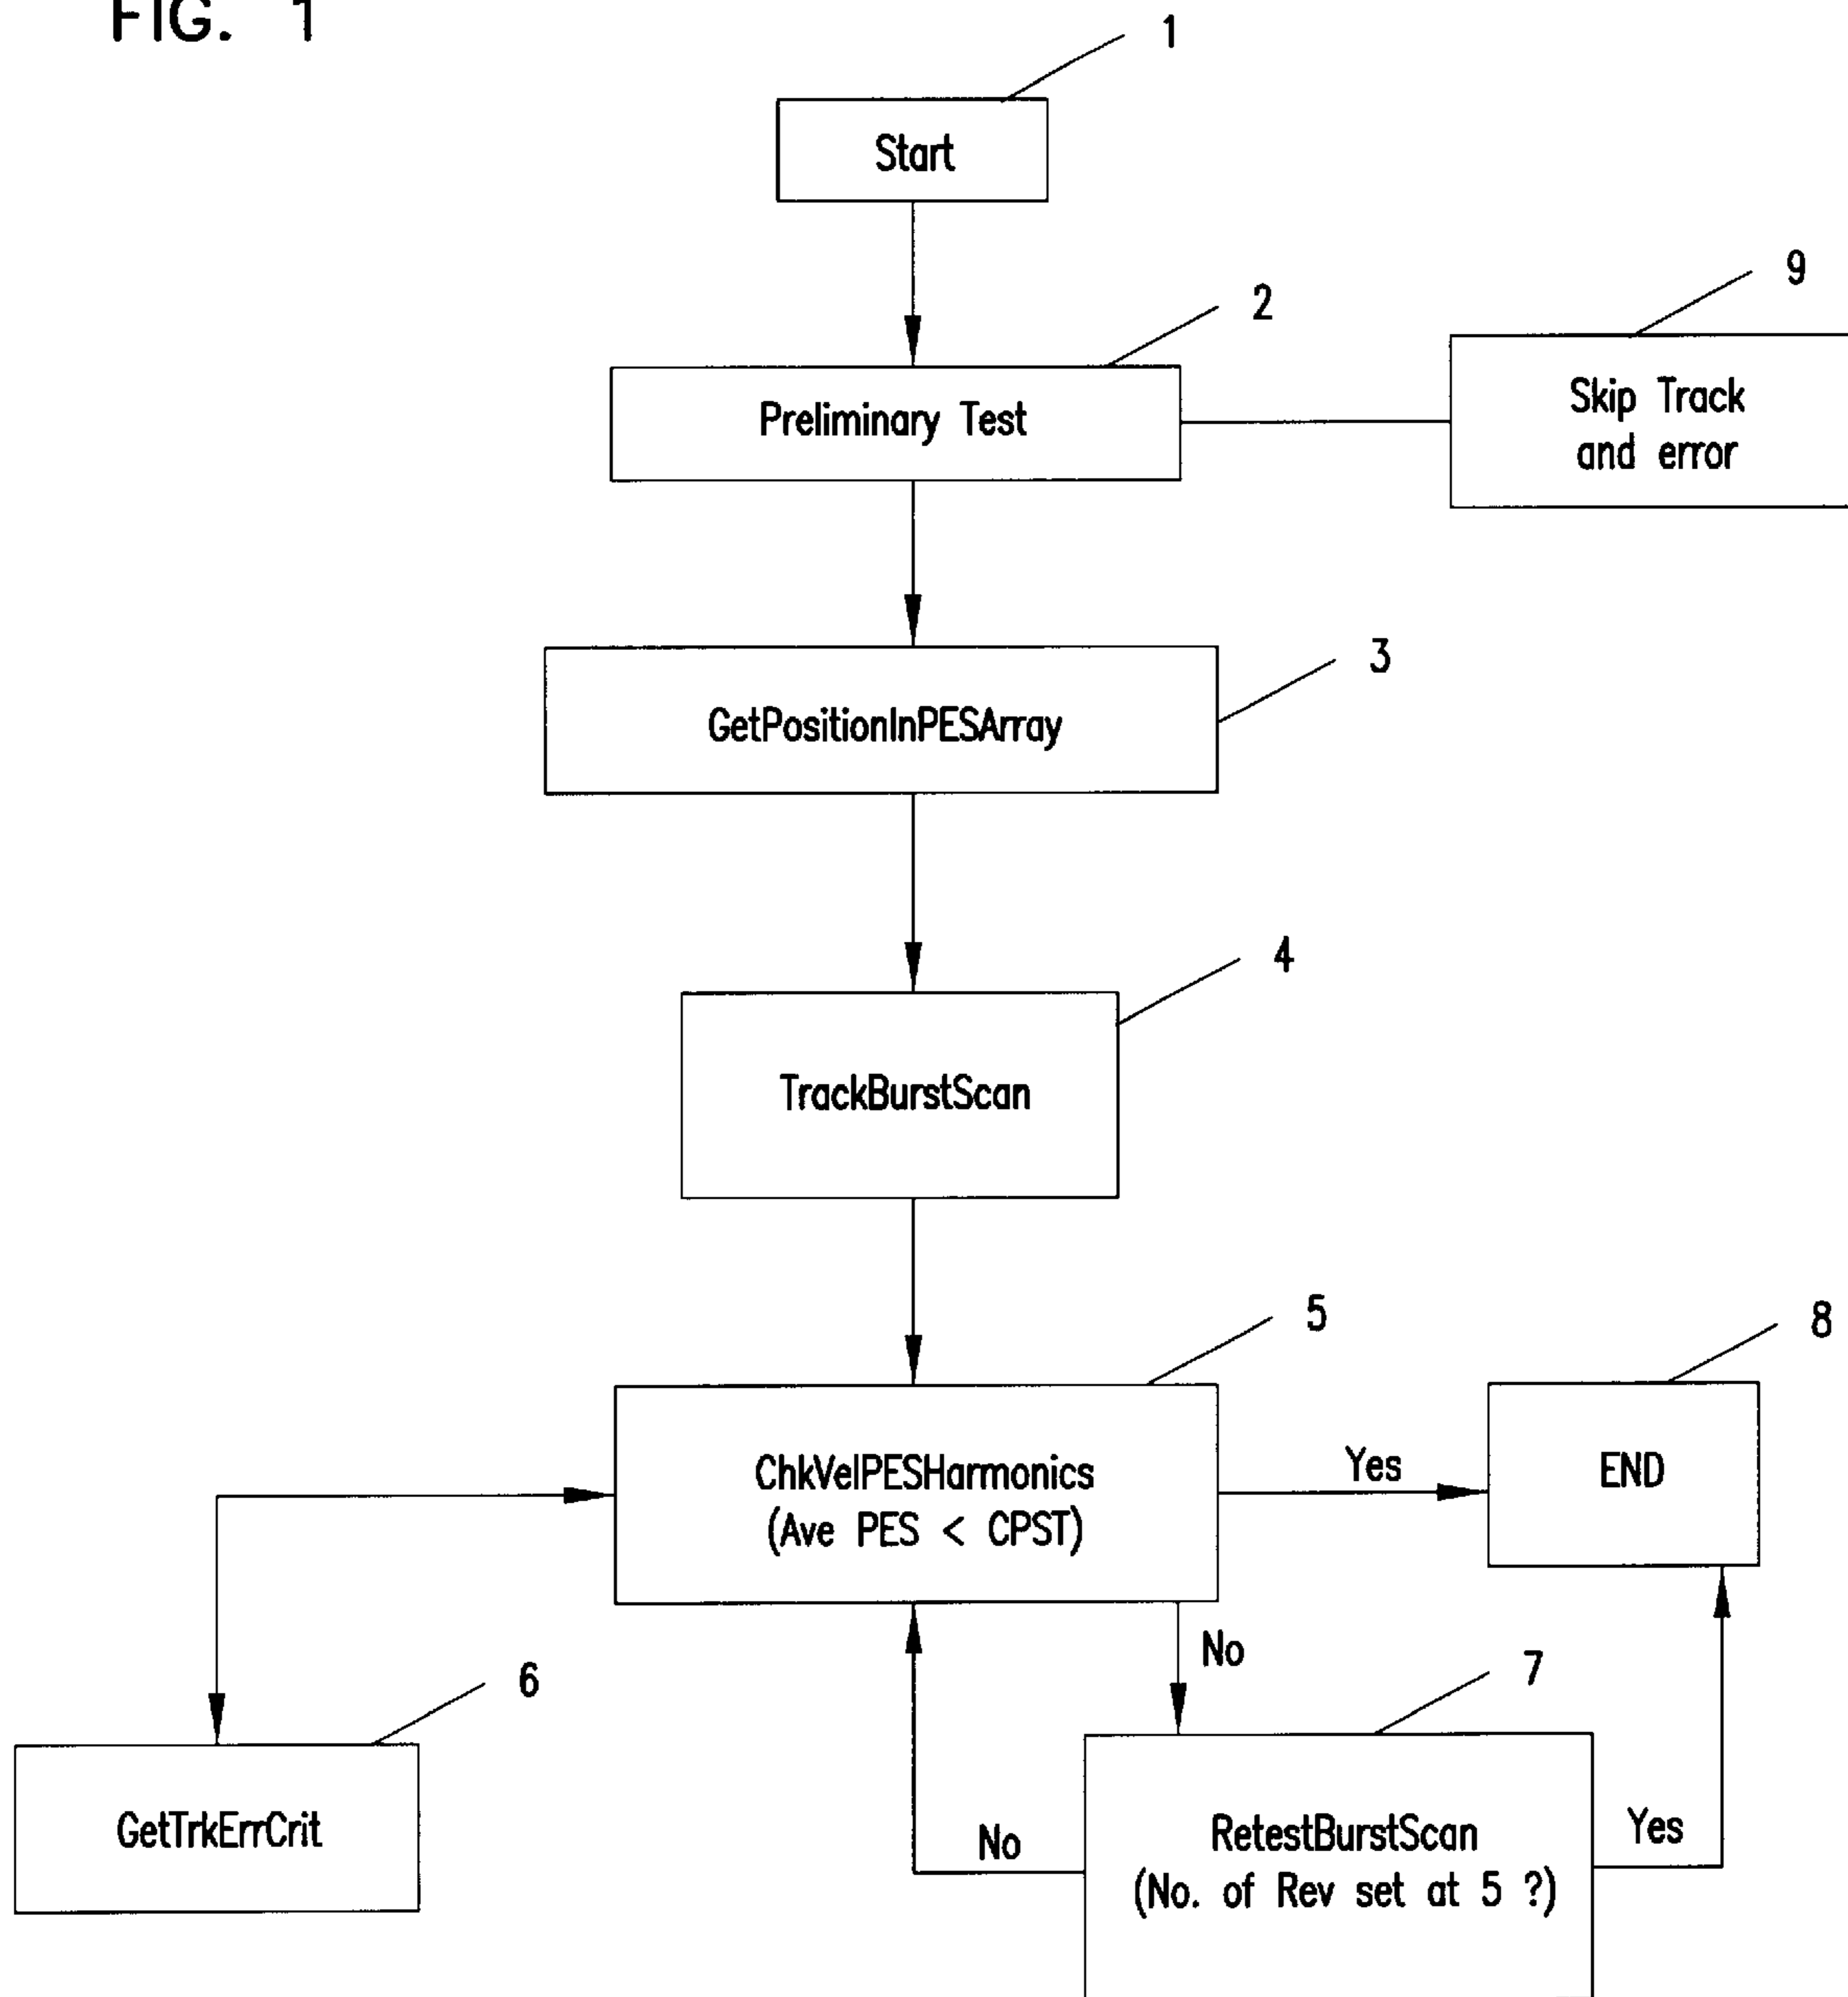 FIG. 1
1
Start
2
9
Preliminary Test
Skip Track
and error
3
GetPositionInPESArray
4
TrackBurstScan
5
8
ChkVelPESHarmonics
(Ave PES < CPST)
Yes
END
No
6
7
GetTrkErrCrit
No
RetestBurstScan
(No. of Rev set at 5 ?)
Yes